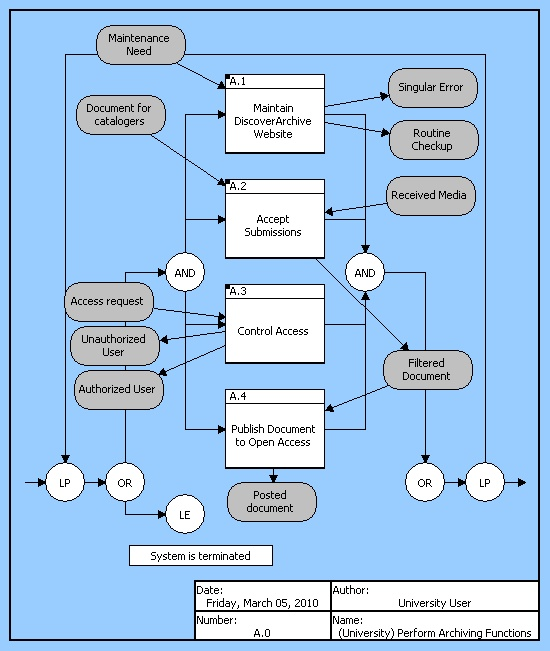 Maintenance
Need
A.1
Maintain
DiscoverArchive
Website
Singular Error
Document for
catalogers
Routine
Checkup
A.2
Accept
Submissions
Received Media
AND
AND
A.3
Control Access
Access request
Unauthorized
User
Authorized User
Filtered
Document
A.4
Publish Document
to Open Access
LP
OR
OR
LP
LE
Posted
document
System is terminated
Date:
Friday, March 05, 2010
Author:
University User
Number:
A.0
Name:
(University) Perform Archiving Functions